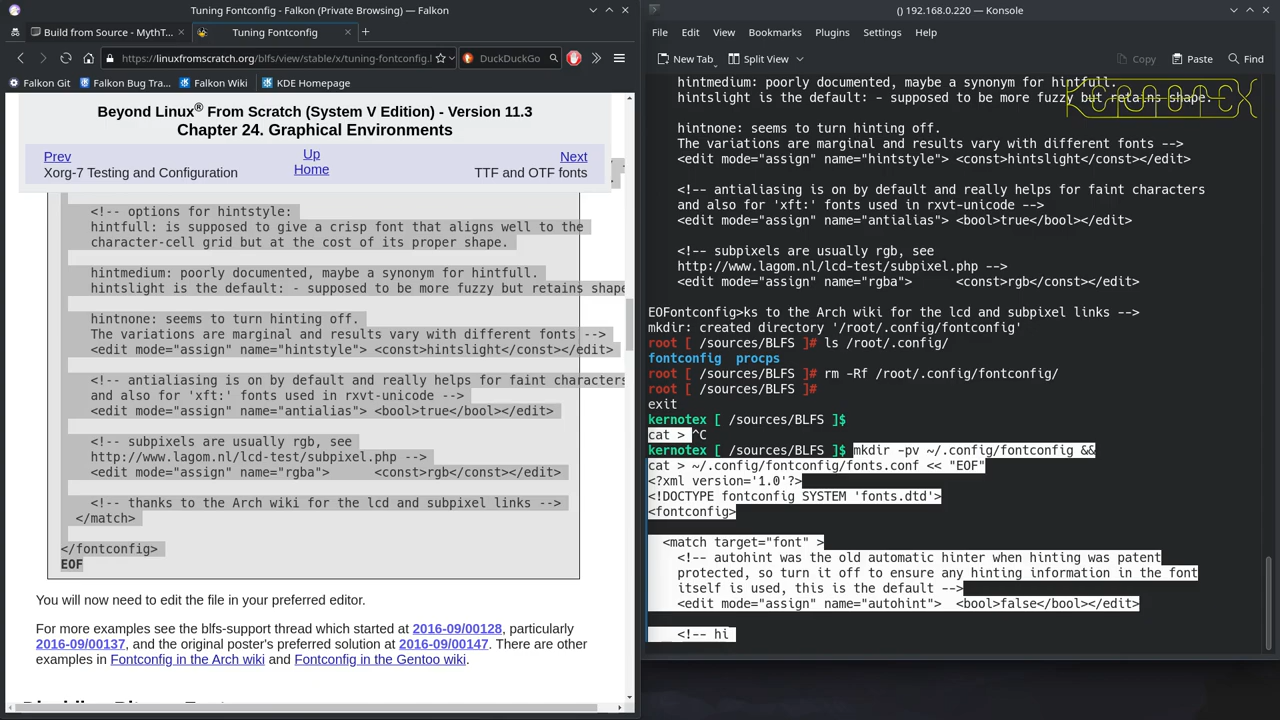 Tuning Fontconfig - Falkon (Private Browsing) — Falkon
Build from Source - MythT...
Tuning Fontconfig
https://linuxfromscratch.org/blfs/view/stable/x/tuning-fontconfig.l
DuckDuckGo
Falkon Git
Falkon Bug Tra...
Falkon Wiki
KDE Homepage
Beyond Linux® From Scratch (System V Edition) - Version 11.3
Chapter 24. Graphical Environments
Prev
Up
Next
Xorg-7 Testing and Configuration
Home
TTF and OTF fonts
<!-- options for hintstyle:
hintfull: is supposed to give a crisp font that aligns well to the
character-cell grid but at the cost of its proper shape.
hintmedium: poorly documented, maybe a synonym for hintfull.
hintslight is the default: - supposed to be more fuzzy but retains shape
hintnone: seems to turn hinting off.
The variations are marginal and results vary with different fonts -->
<edit mode="assign" name="hintstyle"> <const>hintslight</const></edit>
<!-- antialiasing is on by default and really helps for faint characters
and also for 'xft:' fonts used in rxvt-unicode -->
<edit mode="assign" name="antialias"> <bool>true</bool></edit>
<!-- subpixels are usually rgb, see
http://www.lagom.nl/lcd-test/subpixel.php -->
<edit mode="assign" name="rgba">      <const>rgb</const></edit>
<!-- thanks to the Arch wiki for the lcd and subpixel links -->
</match>
</fontconfig>
EOF
You will now need to edit the file in your preferred editor.
For more examples see the blfs-support thread which started at 2016-09/00128, particularly
2016-09/00137, and the original poster's preferred solution at 2016-09/00147. There are other
examples in Fontconfig in the Arch wiki and Fontconfig in the Gentoo wiki.
() 192.168.0.220 — Konsole
File Edit View Bookmarks Plugins Settings Help
New Tab
Split View
Copy
Paste
Find
KERNOTEX
hintmedium: poorly documented, maybe a synonym for hintfull.
hintslight is the default: - supposed to be more fuzzy but retains shape.
hintnone: seems to turn hinting off.
The variations are marginal and results vary with different fonts -->
<edit mode="assign" name="hintstyle"> <const>hintslight</const></edit>
<!-- antialiasing is on by default and really helps for faint characters
and also for 'xft:' fonts used in rxvt-unicode -->
<edit mode="assign" name="antialias"> <bool>true</bool></edit>
<!-- subpixels are usually rgb, see
http://www.lagom.nl/lcd-test/subpixel.php -->
<edit mode="assign" name="rgba">      <const>rgb</const></edit>
EOFontconfig>ks to the Arch wiki for the lcd and subpixel links -->
mkdir: created directory '/root/.config/fontconfig'
root [ /sources/BLFS ]# ls /root/.config/
fontconfig  procps
root [ /sources/BLFS ]# rm -Rf /root/.config/fontconfig/
root [ /sources/BLFS ]#
exit
kernotex [ /sources/BLFS ]$
cat > ^C
kernotex [ /sources/BLFS ]$ mkdir -pv ~/.config/fontconfig &&
cat > ~/.config/fontconfig/fonts.conf << "EOF"
<?xml version='1.0'?>
<!DOCTYPE fontconfig SYSTEM 'fonts.dtd'>
<fontconfig>
<match target="font" >
<!-- autohint was the old automatic hinter when hinting was patent
protected, so turn it off to ensure any hinting information in the font
itself is used, this is the default -->
<edit mode="assign" name="autohint">  <bool>false</bool></edit>
<!-- hi